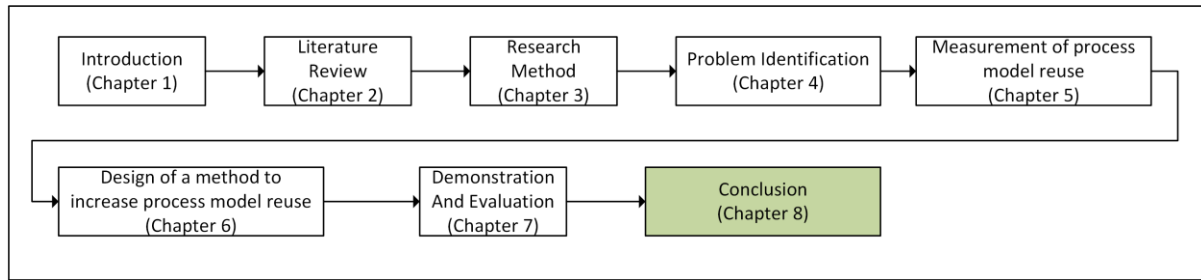 Introduction
(Chapter 1)
Literature
Review
(Chapter 2)
Research
Method
(Chapter 3)
Problem Identification
(Chapter 4)
Measurement of process
model reuse
(Chapter 5)
Design of a method to
increase process model reuse
(Chapter 6)
Demonstration
And Evaluation
(Chapter 7)
Conclusion
(Chapter 8)